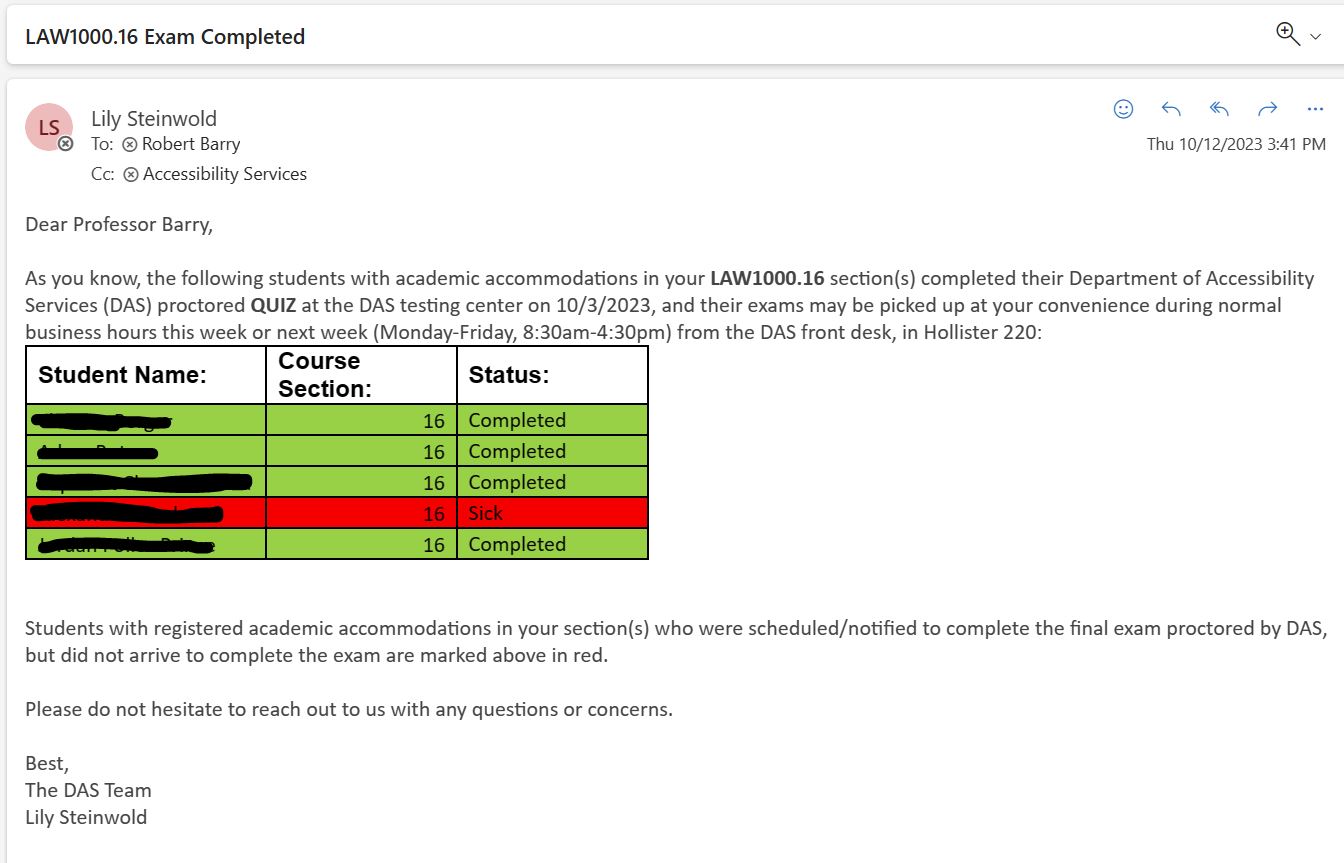 LAW1000.16 Exam Completed
LS
Lily Steinwold
To: Robert Barry
Thu 10/12/2023 3:41 PM
Cc: Accessibility Services
Dear Professor Barry,
As you know, the following students with academic accommodations in your LAW1000.16 section(s) completed their Department of Accessibility
Services (DAS) proctored QUIZ at the DAS testing center on 10/3/2023, and their exams may be picked up at your convenience during normal
business hours this week or next week (Monday-Friday, 8:30am-4:30pm) from the DAS front desk, in Hollister 220:
Student Name: Course Section: Status:
16 Completed
16 Completed
16 Completed
16 Sick
16 Completed
Students with registered academic accommodations in your section(s) who were scheduled/notified to complete the final exam proctored by DAS,
but did not arrive to complete the exam are marked above in red.
Please do not hesitate to reach out to us with any questions or concerns.
Best,
The DAS Team
Lily Steinwold